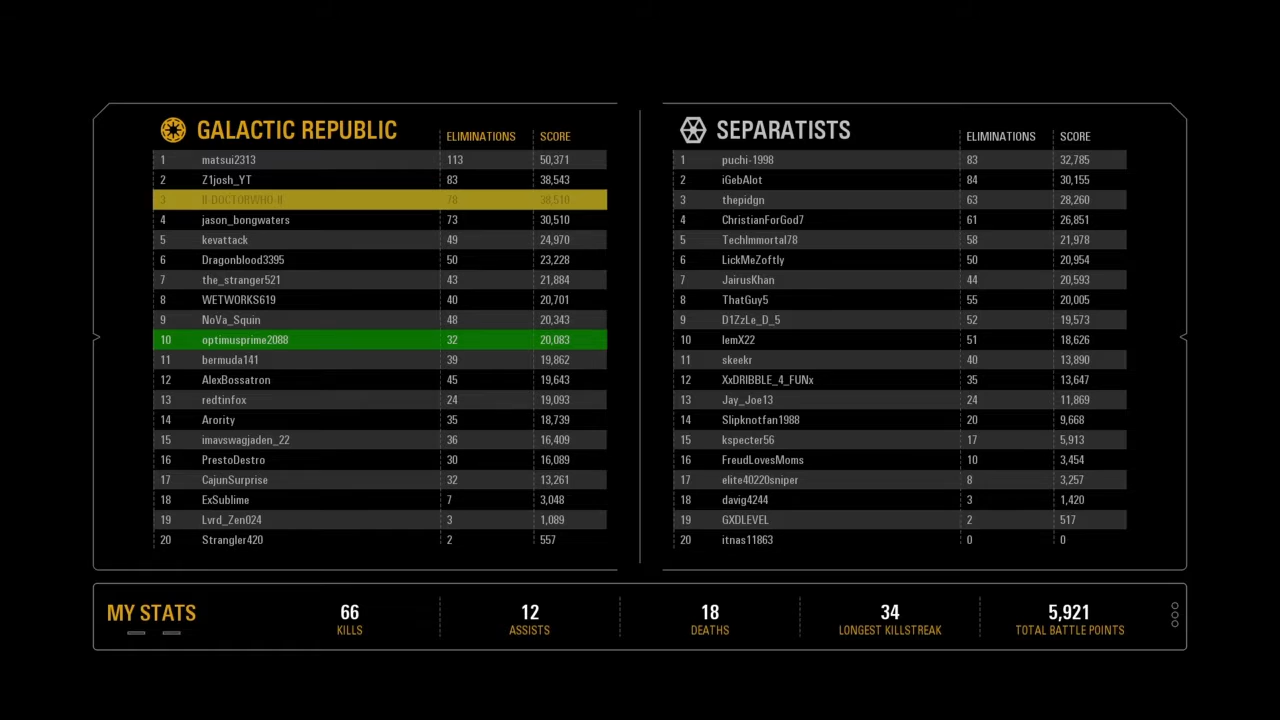 GALACTIC REPUBLIC ELIMINATIONS SCORE
1 matsui2313 113 50,371
2 Z1josh_YT 83 38,543
3 II-DOCTORWHO-II 78 38,510
4 jason_bongwaters 73 30,510
5 kevattack 49 24,970
6 Dragonblood3395 50 23,228
7 the_stranger521 43 21,884
8 WETWORKS619 40 20,701
9 NoVa_Squin 48 20,343
10 optimusprime2088 32 20,083
11 bermuda141 39 19,862
12 AlexBossatron 45 19,643
13 redtinfox 24 19,093
14 Arority 35 18,739
15 imavswagjaden_22 36 16,409
16 PrestoDestro 30 16,089
17 CajunSurprise 32 13,261
18 ExSublime 7 3,048
19 Lvrd_Zen024 3 1,089
20 Strangler420 2 557
SEPARATISTS ELIMINATIONS SCORE
1 puchi-1998 83 32,785
2 iGebAlot 84 30,155
3 thepidgn 63 28,260
4 ChristianForGod7 61 26,851
5 TechImmortal78 58 21,978
6 LickMeZoftly 50 20,954
7 JairusKhan 44 20,593
8 ThatGuy5 55 20,005
9 D1ZzLe_D_5 52 19,573
10 lemX22 51 18,626
11 skeekr 40 13,890
12 XxDRIBBLE_4_FUNx 35 13,647
13 Jay_Joe13 24 11,869
14 Slipknotfan1988 20 9,668
15 kspecter56 17 5,913
16 FreudLovesMoms 10 3,454
17 elite40220sniper 8 3,257
18 davig4244 3 1,420
19 GXDLEVEL 2 517
20 itnas11863 0 0
MY STATS
66 12 18 34 5,921
KILLS ASSISTS DEATHS LONGEST KILLSTREAK TOTAL BATTLE POINTS